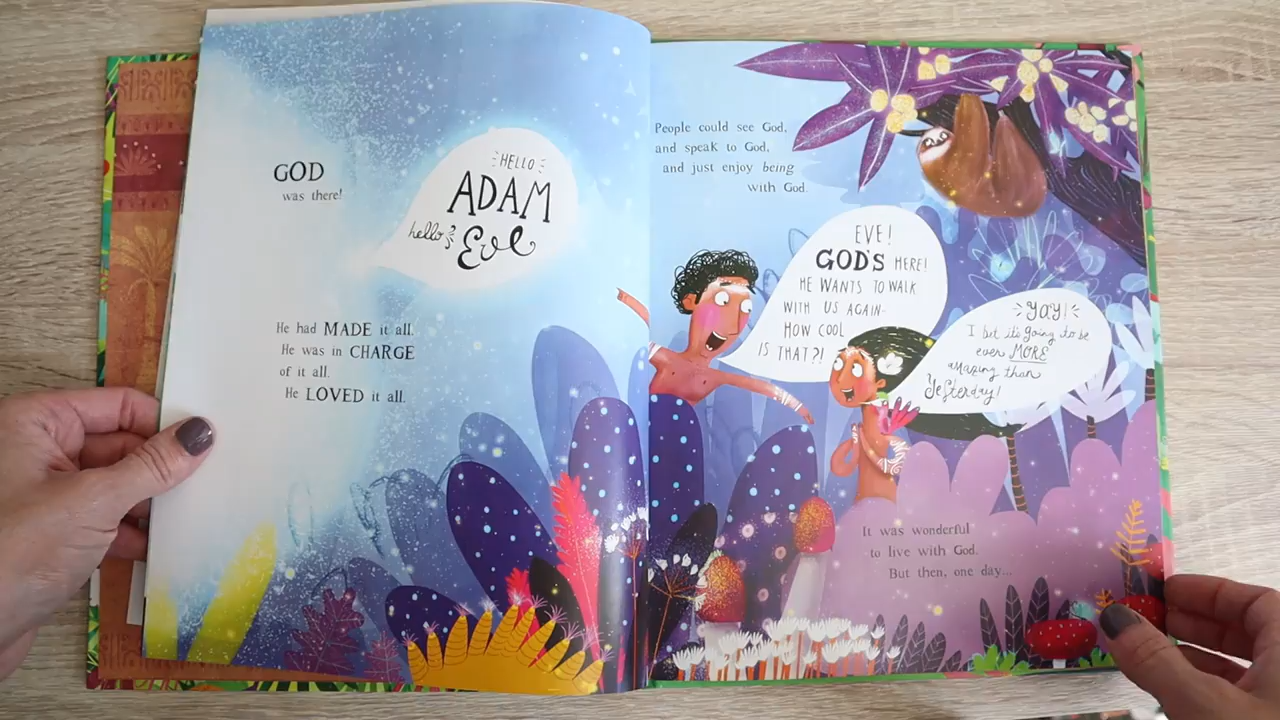 GOD
was there!
HELLO
ADAM
hello
Eve
He had MADE it all.
He was in CHARGE
of it all.
He LOVED it all.
People could see God,
and speak to God,
and just enjoy being
with God.
EVE!
GOD'S HERE!
HE WANTS TO WALK
WITH US AGAIN-
HOW COOL
IS THAT?!
YAY!
I bet it's going to be
even MORE
amazing than
Yesterday!
It was wonderful
to live with God.
But then, one day...